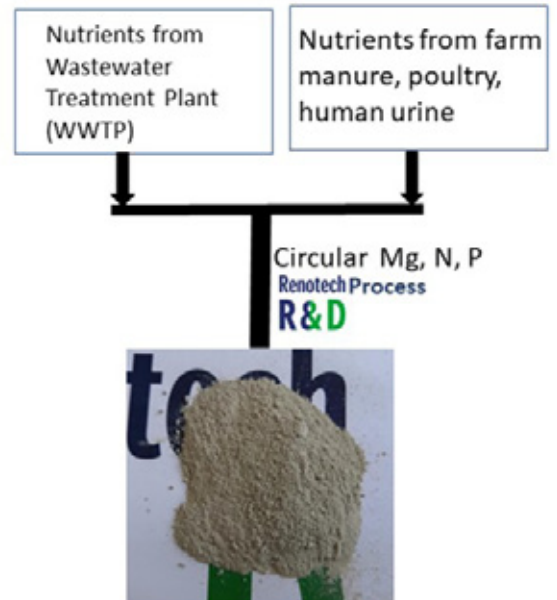 Nutrients from
Wastewater
Treatment Plant
(WWTP)
Nutrients from farm
manure, poultry,
human urine
Circular Mg, N, P
Renotech Process
R&D
tech